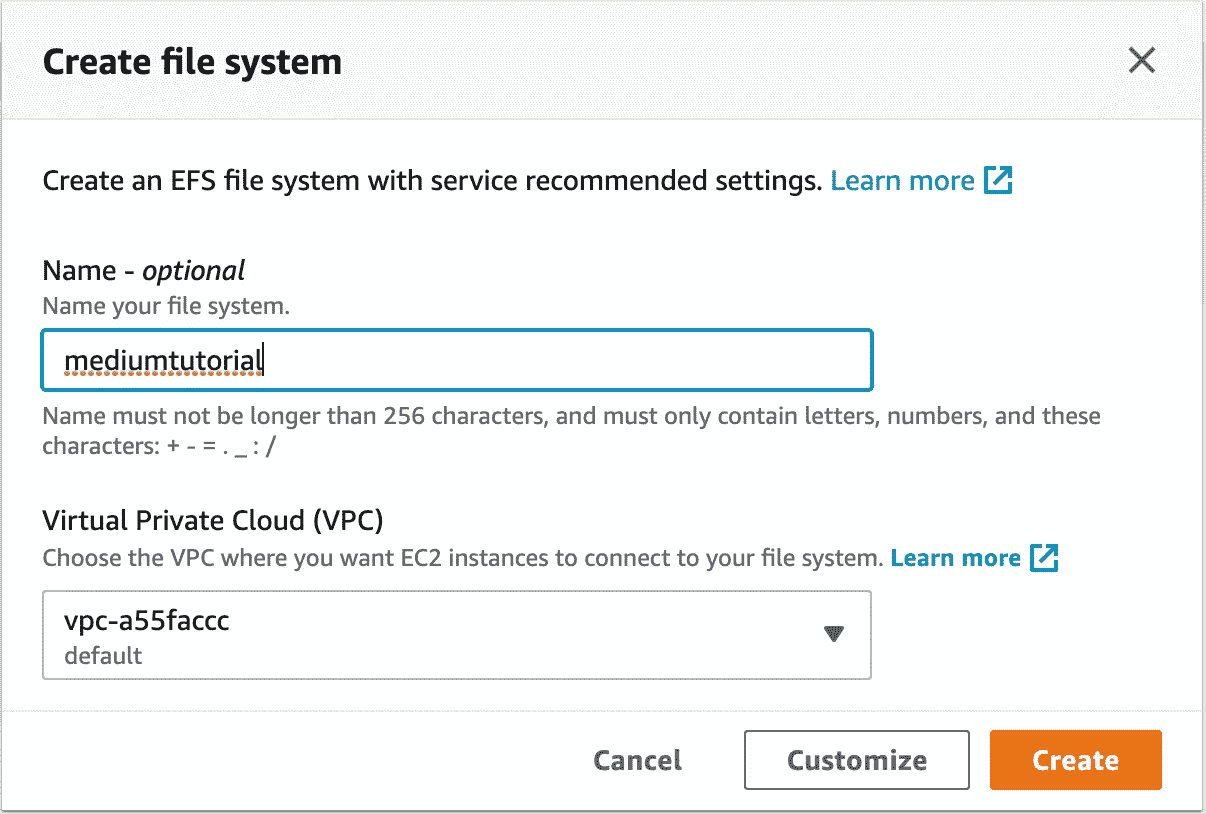 Create file system
Create an EFS file system with service recommended settings. Learn more
Name - optional
Name your file system.
mediumtutorial
Name must not be longer than 256 characters, and must only contain letters, numbers, and these
characters: + - = . _ : /
Virtual Private Cloud (VPC)
Choose the VPC where you want EC2 instances to connect to your file system. Learn more
vpc-a55faccc
default
Cancel Customize Create